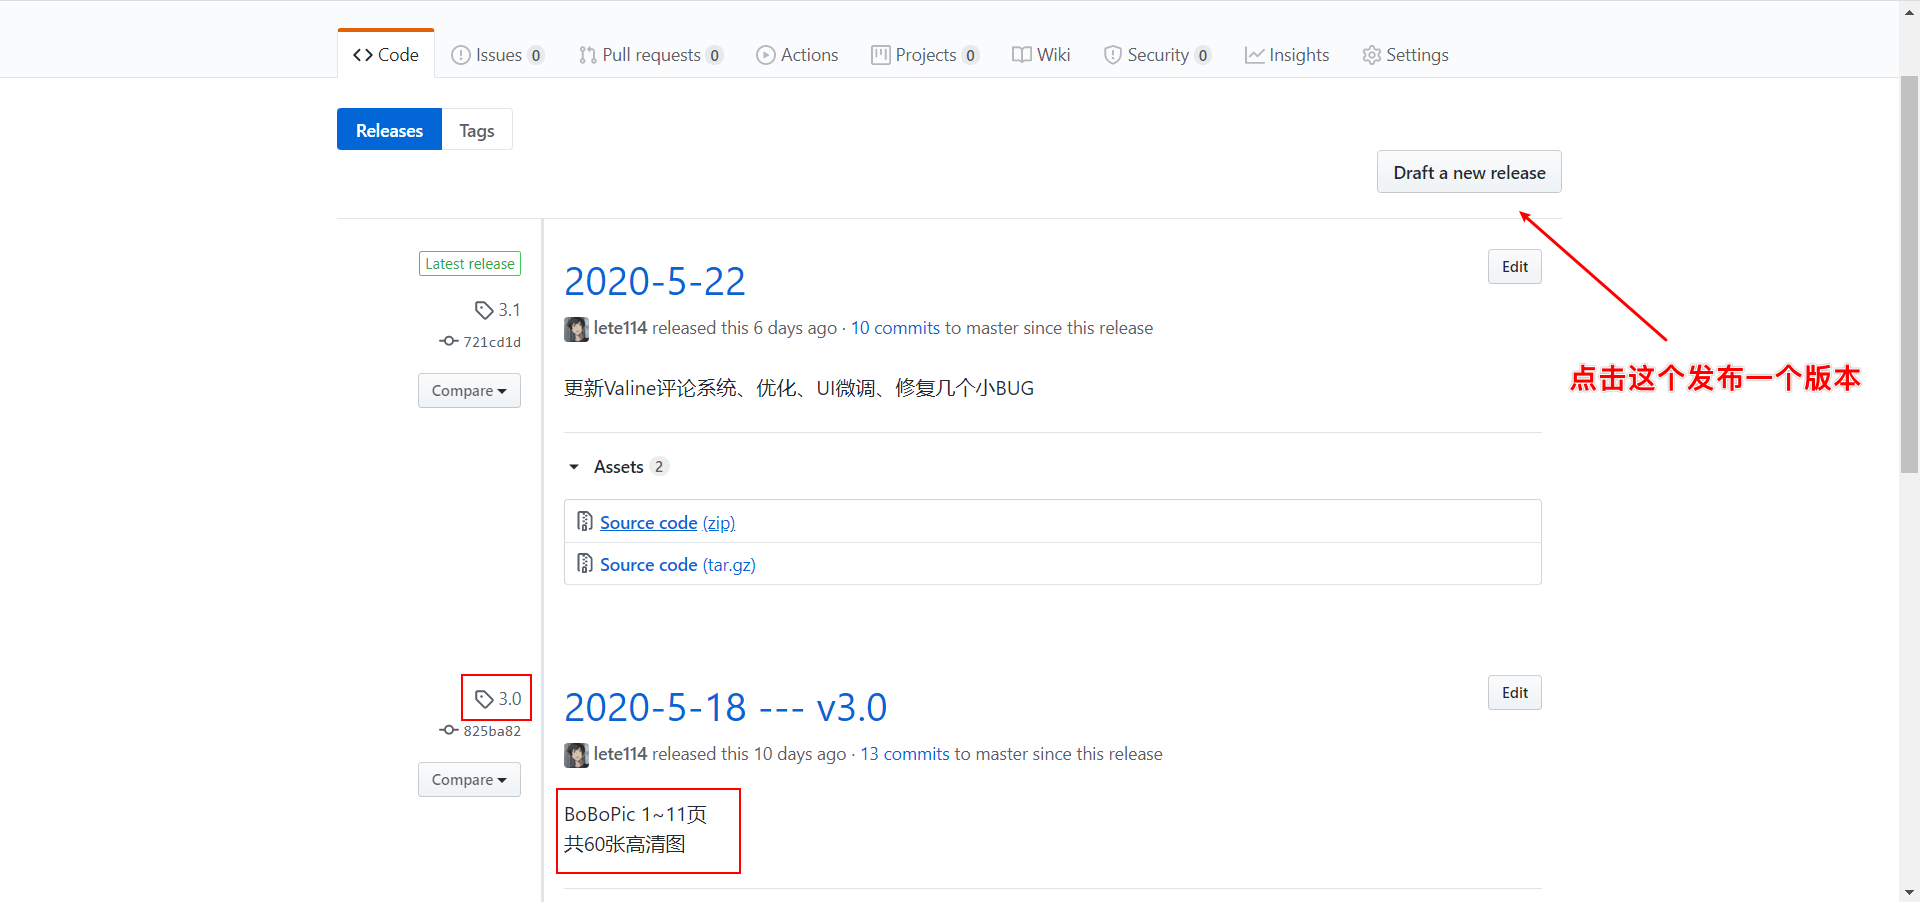 Code Issues 0 Pull requests 0 Actions Projects 0 Wiki Security 0 Insights Settings
Releases Tags
Draft a new release
Latest release
3.1
721cd1d
Compare
2020-5-22
Edit
lete114 released this 6 days ago · 10 commits to master since this release
更新Valine评论系统、优化、UI微调、修复几个小BUG
点击这个发布一个版本
Assets 2
Source code (zip)
Source code (tar.gz)
3.0
825ba82
Compare
2020-5-18 --- v3.0
Edit
lete114 released this 10 days ago · 13 commits to master since this release
BoBoPic 1~11页
共60张高清图